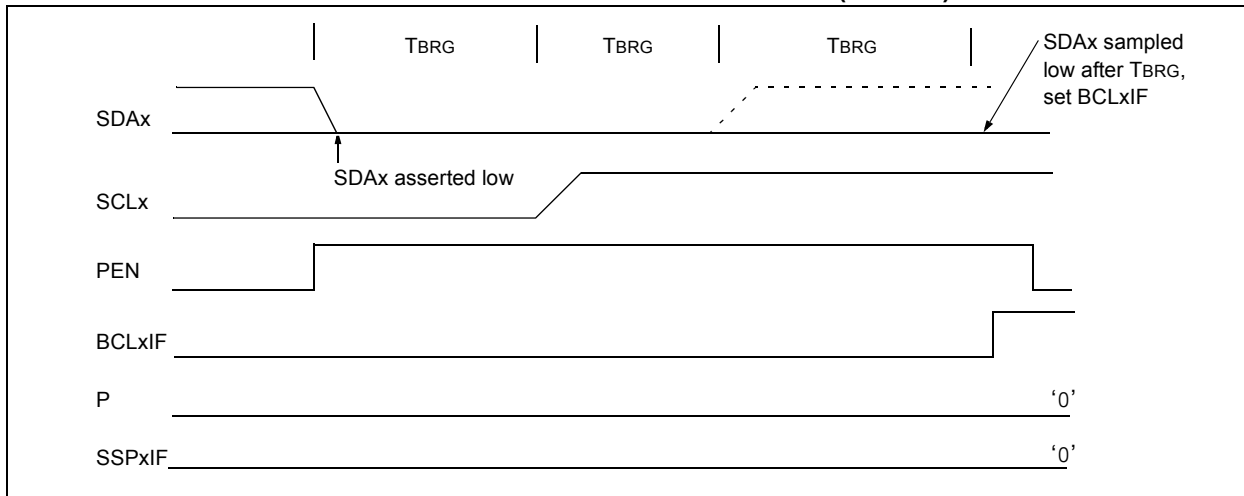 TBRG TBRG TBRG
SDAx sampled
low after TBRG,
set BCLxIF
SDAx
SDAx asserted low
SCLx
PEN
BCLxIF
P ‘0’
SSPxIF ‘0’